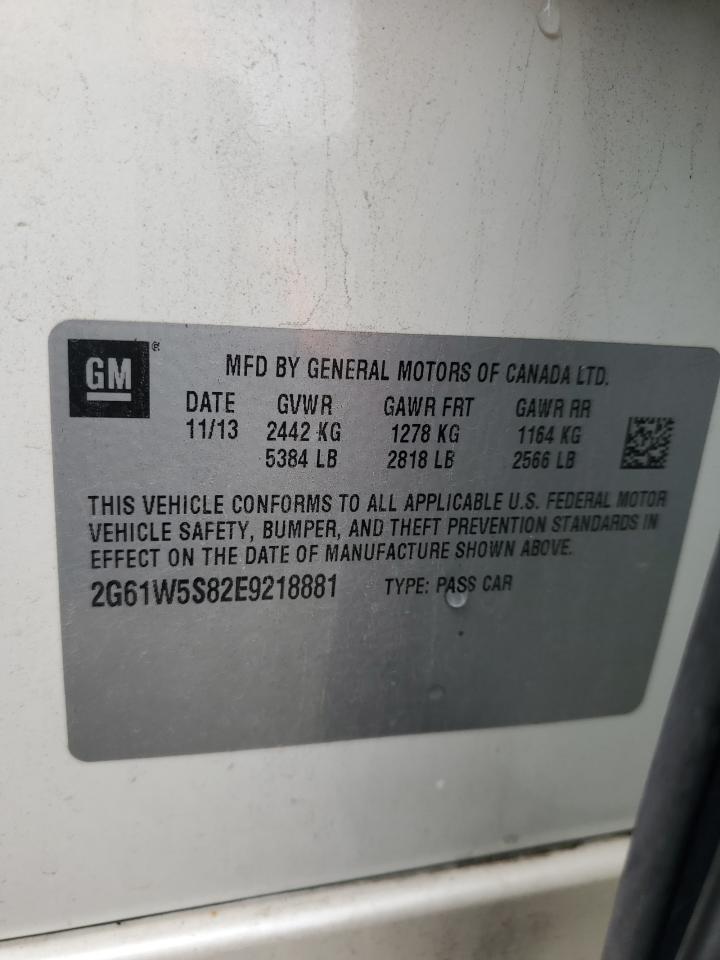 GM ®
MFD BY GENERAL MOTORS OF CANADA LTD.
DATE GVWR GAWR FRT GAWR RR
11/13 2442 KG 1278 KG 1164 KG
5384 LB 2818 LB 2566 LB
THIS VEHICLE CONFORMS TO ALL APPLICABLE U.S. FEDERAL MOTOR
VEHICLE SAFETY, BUMPER, AND THEFT PREVENTION STANDARDS IN
EFFECT ON THE DATE OF MANUFACTURE SHOWN ABOVE.
2G61W5S82E9218881 TYPE: PASS CAR